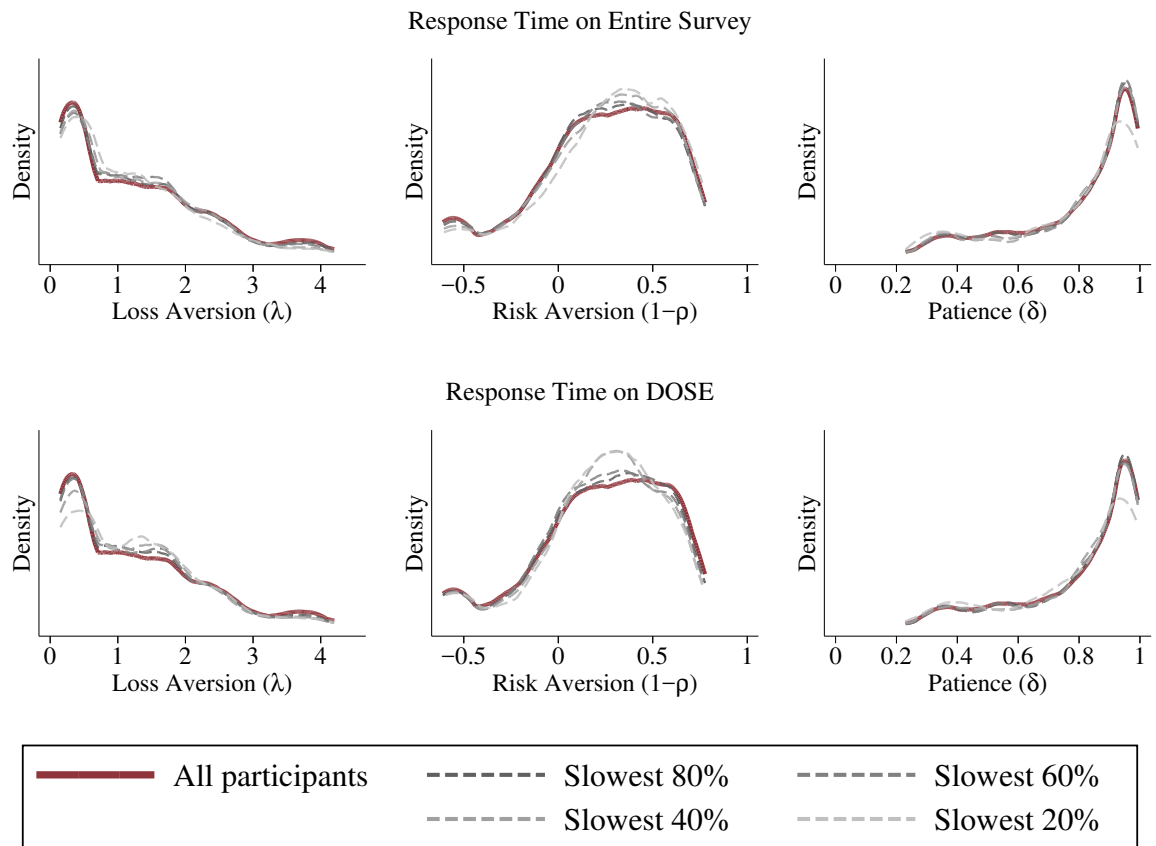 Response Time on Entire Survey
Density
0 1 2 3 4
Loss Aversion (λ)
Density
−0.5 0 0.5 1
Risk Aversion (1−ρ)
Density
0 0.2 0.4 0.6 0.8 1
Patience (δ)
Response Time on DOSE
Density
0 1 2 3 4
Loss Aversion (λ)
Density
−0.5 0 0.5 1
Risk Aversion (1−ρ)
Density
0 0.2 0.4 0.6 0.8 1
Patience (δ)
All participants Slowest 80% Slowest 60%
Slowest 40% Slowest 20%